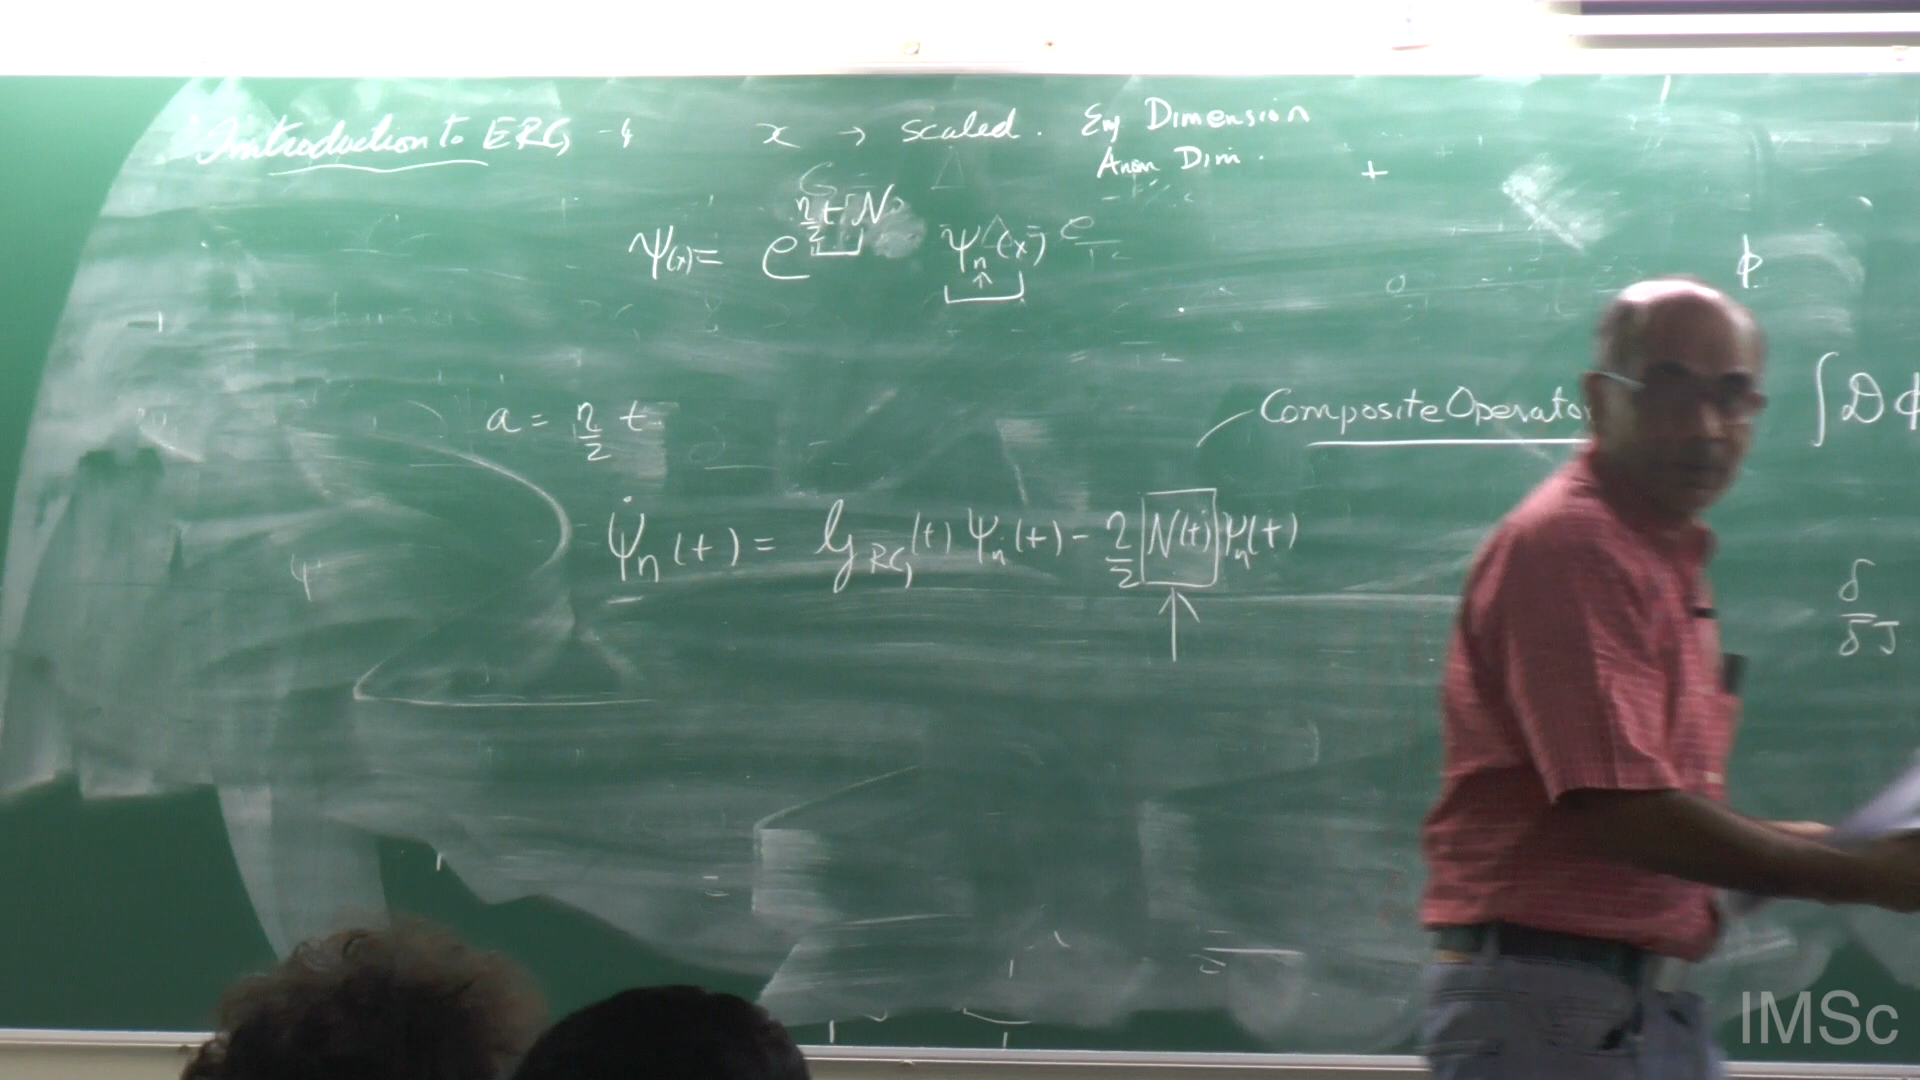 Introduction to ERG - 4
x → scaled. Eng Dimension
Anom Dim.
ψ(x) = e^{η/2 t N} ψ_n(x)
ϕ
a = η/2 t
Composite Operator
∫ Dϕ
ψ̇_n(t) = G_RG(t) ψ_n(t) - η/2 N(t) ψ_n(t)
δ/δJ
IMSc